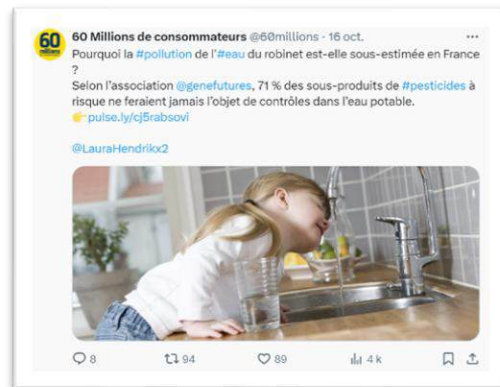 60 60 Millions de consommateurs @60millions · 16 oct. ...
millions
Pourquoi la #pollution de l'#eau du robinet est-elle sous-estimée en France
?
Selon l'association @genefutures, 71 % des sous-produits de #pesticides à
risque ne feraient jamais l'objet de contrôles dans l'eau potable.
👉pulse.ly/cj5rabsovi
@LauraHendrikx2
8 94 89 4 k